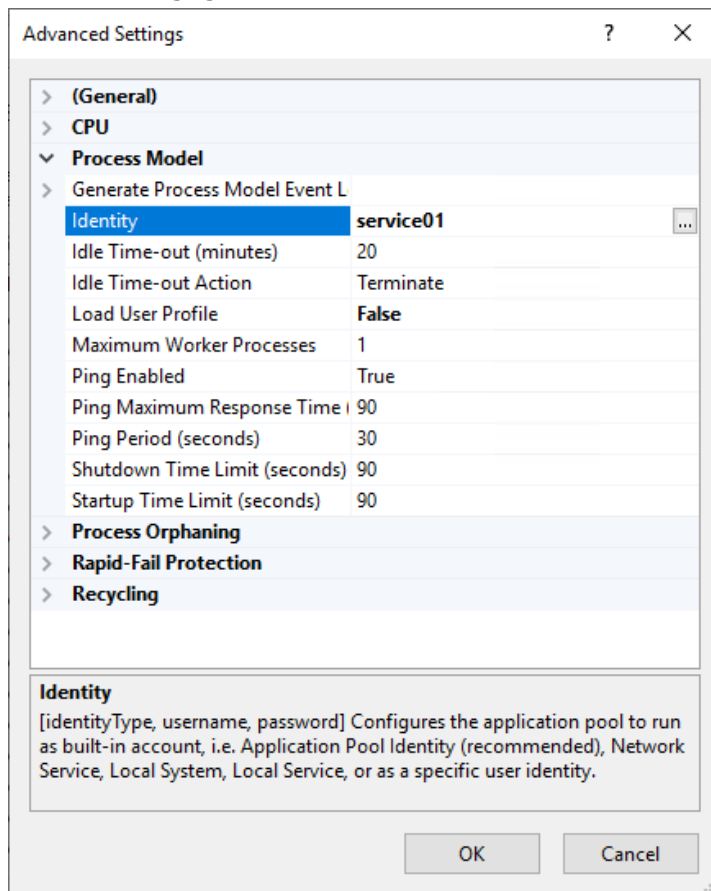 Advanced Settings ? ×
(General)
CPU
Process Model
Generate Process Model Event L
Identity service01 ...
Idle Time-out (minutes) 20
Idle Time-out Action Terminate
Load User Profile False
Maximum Worker Processes 1
Ping Enabled True
Ping Maximum Response Time ( 90
Ping Period (seconds) 30
Shutdown Time Limit (seconds) 90
Startup Time Limit (seconds) 90
Process Orphaning
Rapid-Fail Protection
Recycling
Identity
[identityType, username, password] Configures the application pool to run
as built-in account, i.e. Application Pool Identity (recommended), Network
Service, Local System, Local Service, or as a specific user identity.
OK Cancel